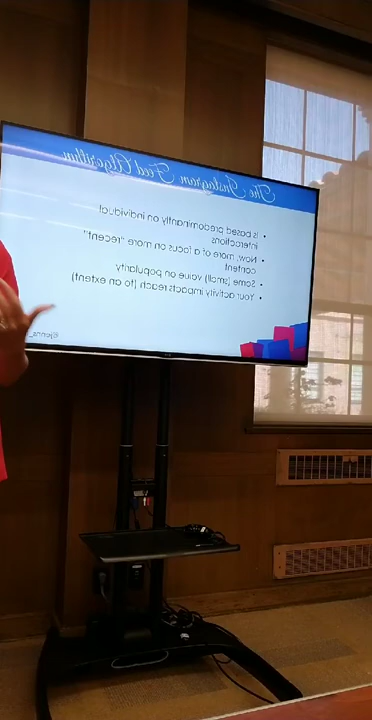 The Instagram Feed Algorithm
• Is based predominantly on individual
interactions
• Now, more of a focus on more "recent"
content
• Some (small) value on popularity
• Your activity impacts reach (to an extent)